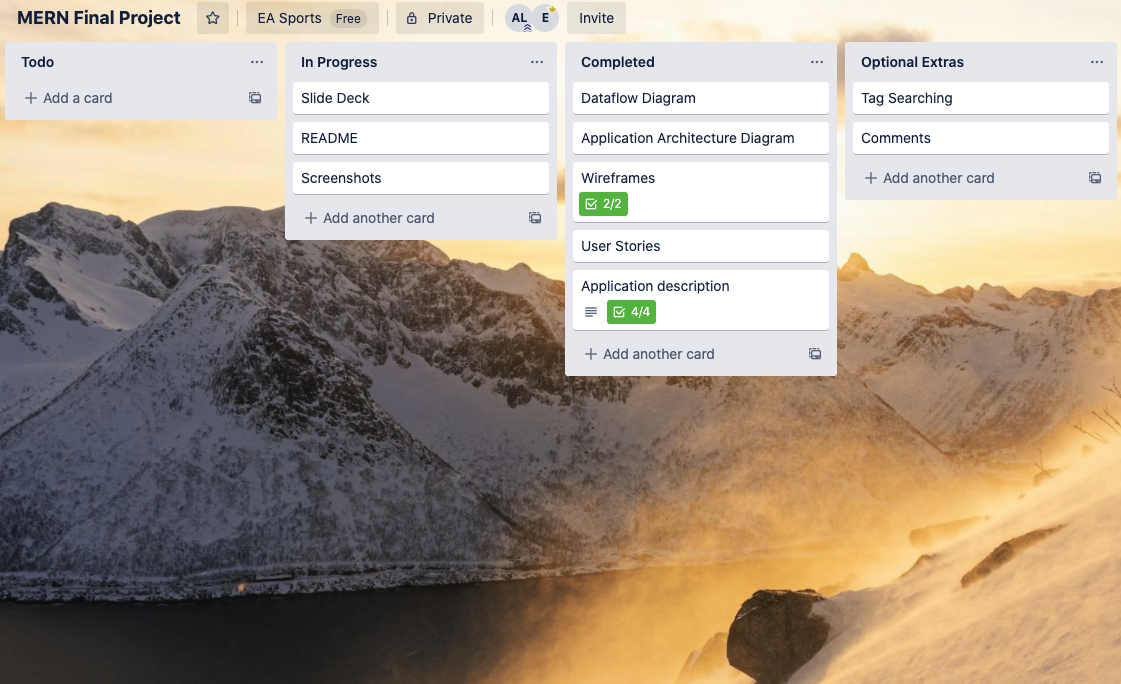 MERN Final Project
EA Sports Free
Private
AL E
Invite
Todo
Add a card
In Progress
Slide Deck
README
Screenshots
Add another card
Completed
Dataflow Diagram
Application Architecture Diagram
Wireframes
2/2
User Stories
Application description
4/4
Add another card
Optional Extras
Tag Searching
Comments
Add another card